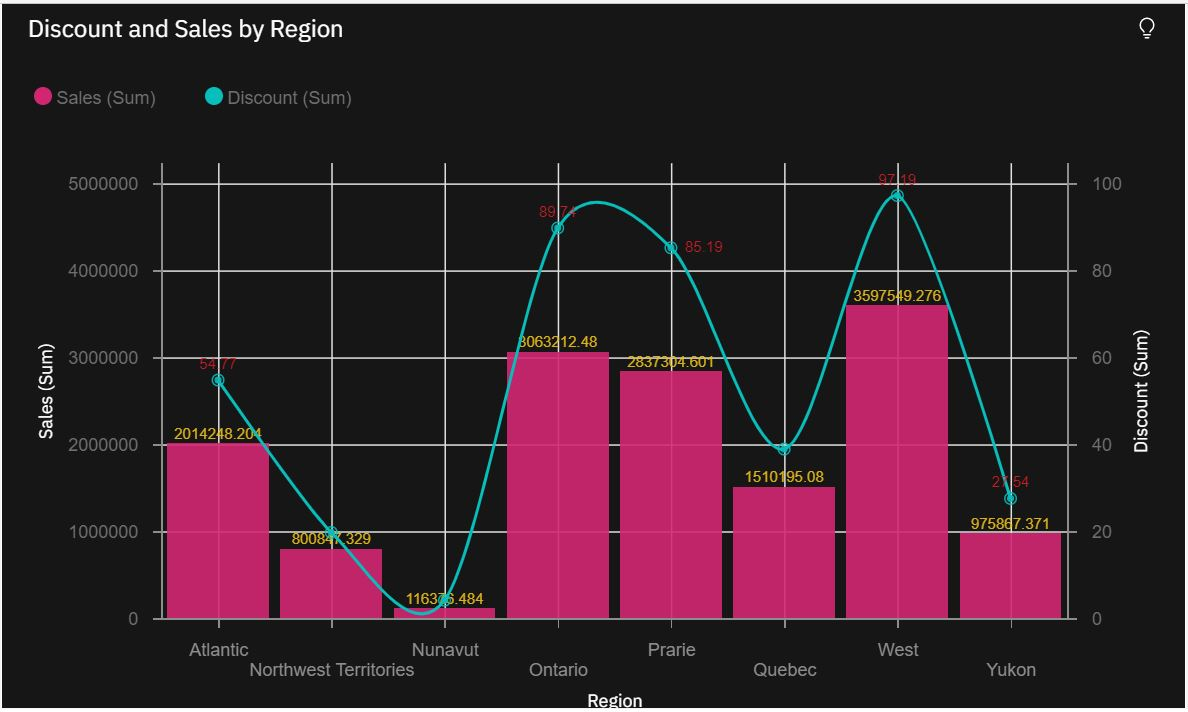 Discount and Sales by Region
Sales (Sum) Discount (Sum)
5000000
4000000
3000000
2000000
1000000
0
Sales (Sum)
100
80
60
40
20
0
Discount (Sum)
54.77
89.74
85.19
97.19
27.54
2014248.204
800847.329
116376.484
3063212.48
2837304.601
1510195.08
3597549.276
975867.371
Atlantic
Northwest Territories
Nunavut
Ontario
Prarie
Quebec
West
Yukon
Region